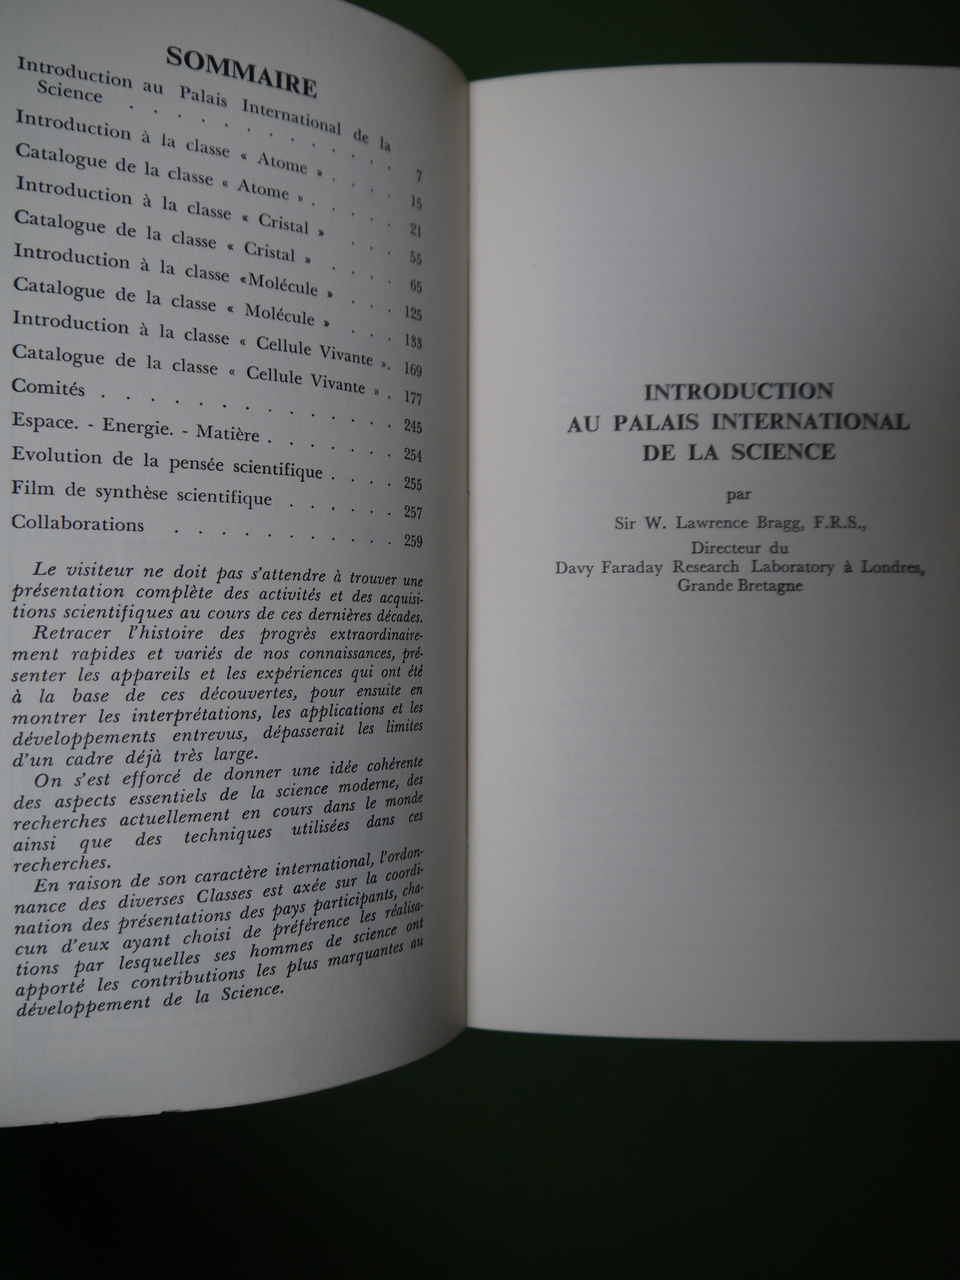 SOMMAIRE
Introduction au Palais International de la
Science . . . . . . . . . . . . 7
Introduction à la classe « Atome » . . . . 15
Catalogue de la classe « Atome » . . . . 21
Introduction à la classe « Cristal » . . . 55
Catalogue de la classe « Cristal » . . . . 65
Introduction à la classe «Molécule » . . . 125
Catalogue de la classe « Molécule » . . . 133
Introduction à la classe « Cellule Vivante ». 169
Catalogue de la classe « Cellule Vivante » . 177
Comités . . . . . . . . . . . . . 245
Espace. - Energie. - Matière . . . . . . 254
Evolution de la pensée scientifique . . . . 255
Film de synthèse scientifique . . . . . . 257
Collaborations . . . . . . . . . . 259
Le visiteur ne doit pas s'attendre à trouver une
présentation complète des activités et des acquisi-
tions scientifiques au cours de ces dernières décades.
Retracer l'histoire des progrès extraordinaire-
ment rapides et variés de nos connaissances, pré-
senter les appareils et les expériences qui ont été
à la base de ces découvertes, pour ensuite en
montrer les interprétations, les applications et les
développements entrevus, dépasserait les limites
d'un cadre déjà très large.
On s'est efforcé de donner une idée cohérente
des aspects essentiels de la science moderne, des
recherches actuellement en cours dans le monde
ainsi que des techniques utilisées dans ces
recherches.
En raison de son caractère international, l'ordon-
nance des diverses Classes est axée sur la coordi-
nation des présentations des pays participants, cha-
cun d'eux ayant choisi de préférence les réalisa-
tions par lesquelles ses hommes de science ont
apporté les contributions les plus marquantes au
développement de la Science.
INTRODUCTION
AU PALAIS INTERNATIONAL
DE LA SCIENCE
par
Sir W. Lawrence Bragg, F.R.S.,
Directeur du
Davy Faraday Research Laboratory à Londres,
Grande Bretagne